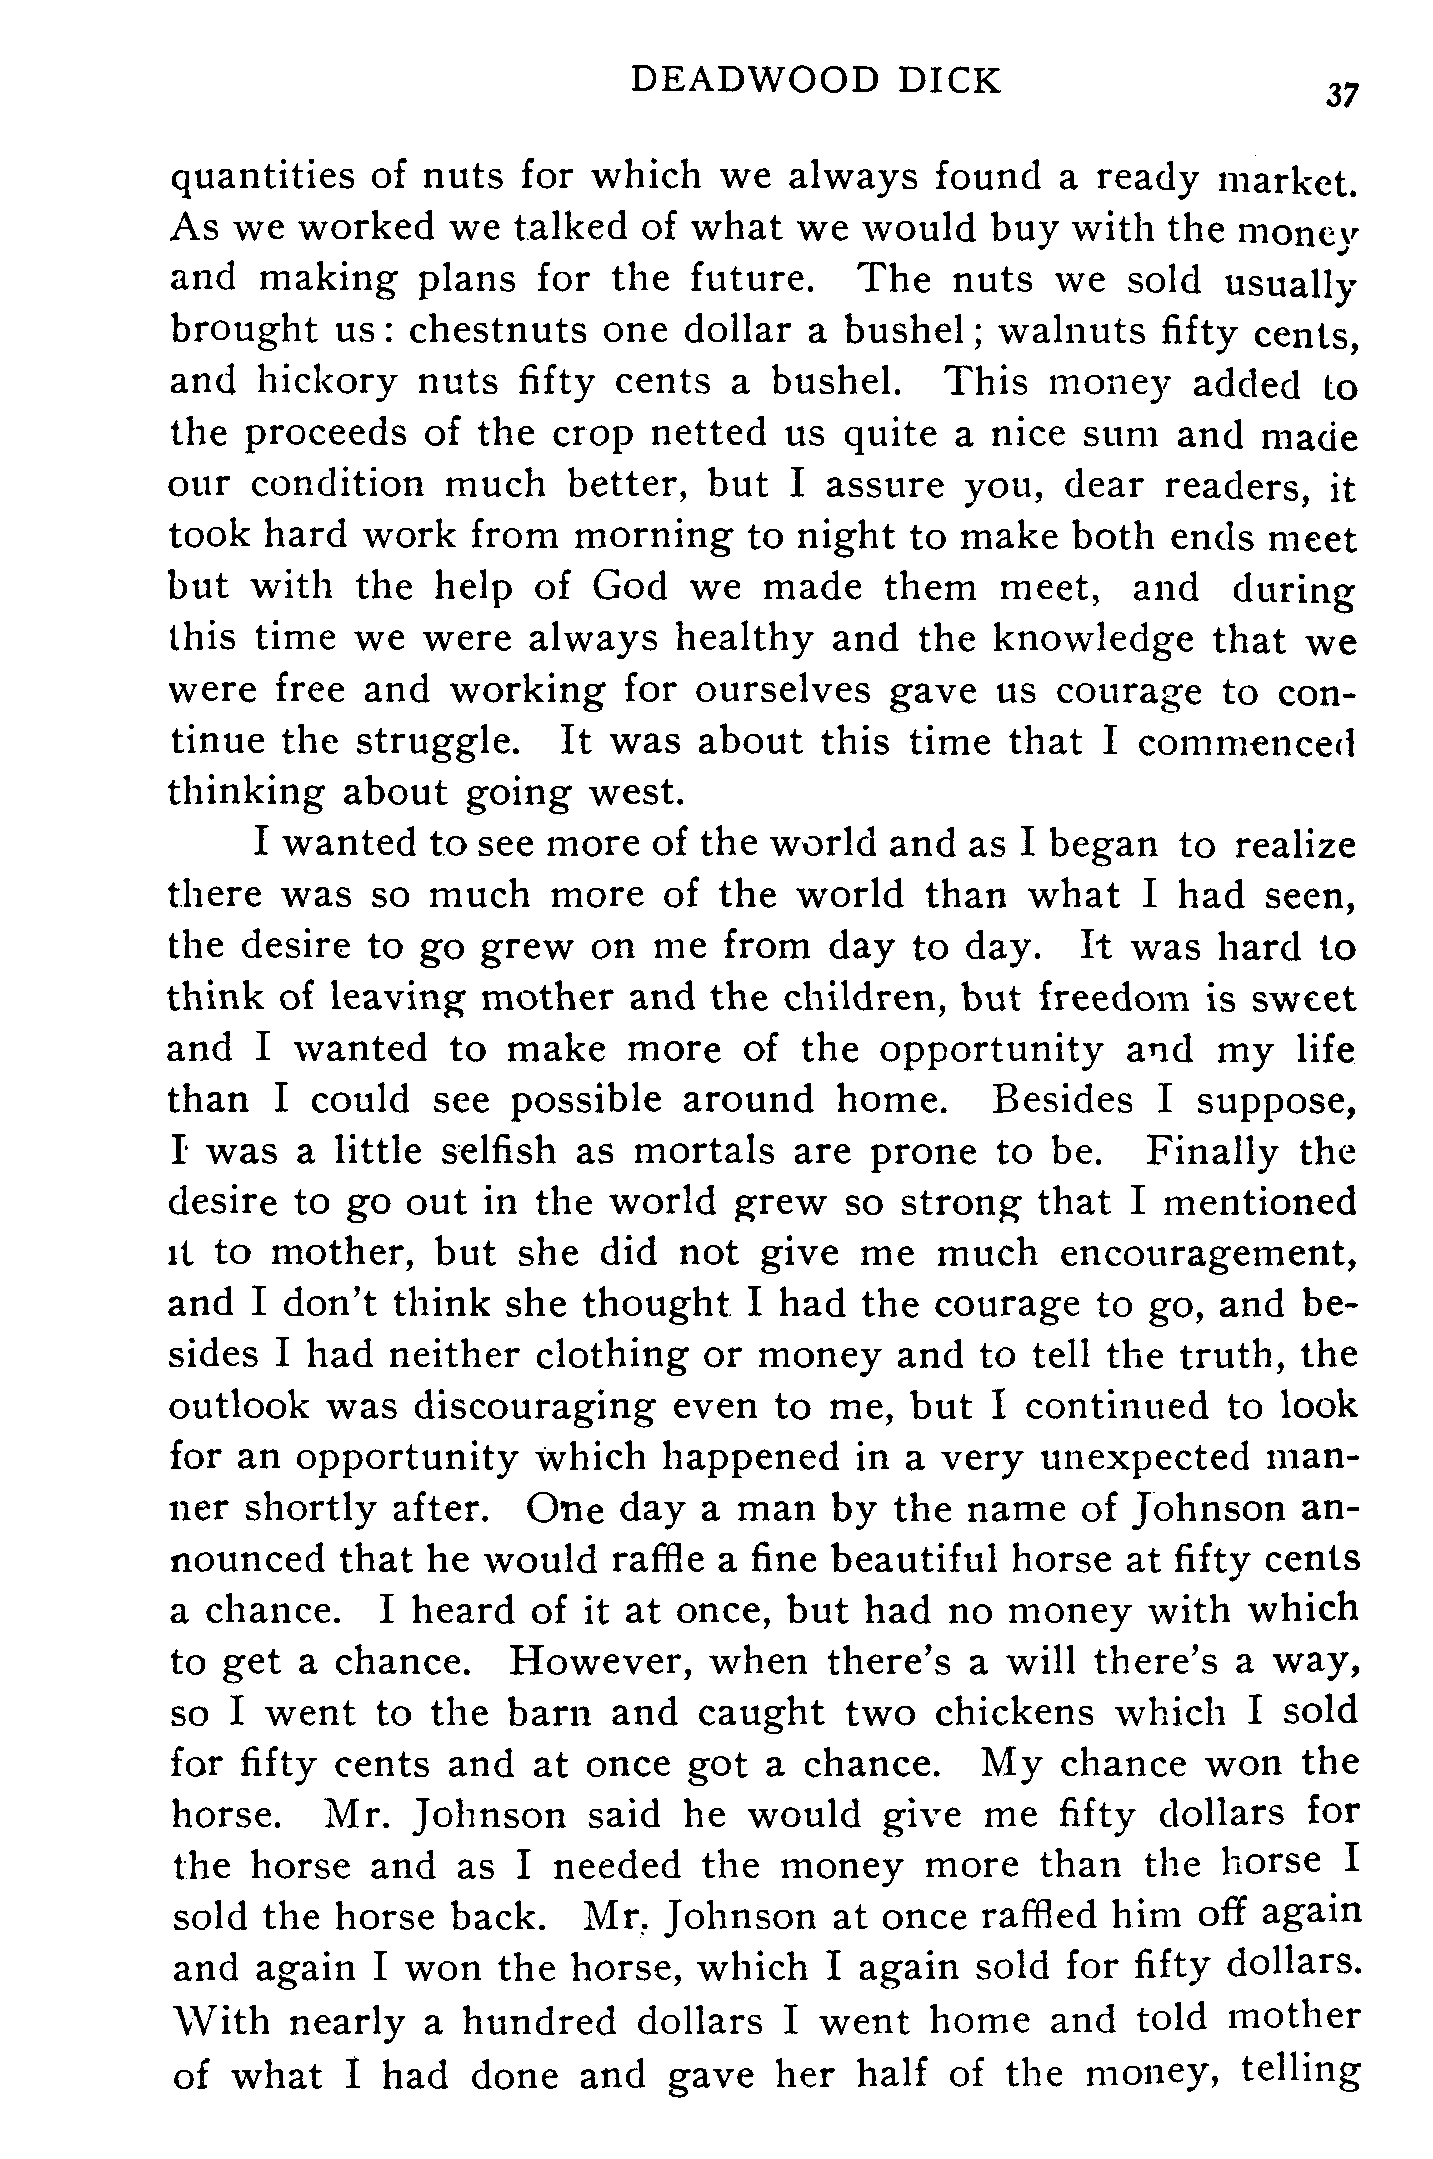 DEADWOOD DICK
37
quantities of nuts for which we always found a ready market.
As we worked we talked of what we would buy with the money
and making plans for the future. The nuts we sold usually
brought us: chestnuts one dollar a bushel; walnuts fifty cents,
and hickory nuts fifty cents a bushel. This money added to
the proceeds of the crop netted us quite a nice sum and made
our condition much better, but I assure you, dear readers, it
took hard work from morning to night to make both ends meet
but with the help of God we made them meet, and during
this time we were always healthy and the knowledge that we
were free and working for ourselves gave us courage to con-
tinue the struggle. It was about this time that I commenced
thinking about going west.
I wanted to see more of the world and as I began to realize
there was so much more of the world than what I had seen,
the desire to go grew on me from day to day. It was hard to
think of leaving mother and the children, but freedom is sweet
and I wanted to make more of the opportunity and my life
than I could see possible around home. Besides I suppose,
I was a little selfish as mortals are prone to be. Finally the
desire to go out in the world grew so strong that I mentioned
it to mother, but she did not give me much encouragement,
and I don't think she thought I had the courage to go, and be-
sides I had neither clothing or money and to tell the truth, the
outlook was discouraging even to me, but I continued to look
for an opportunity which happened in a very unexpected man-
ner shortly after. One day a man by the name of Johnson an-
nounced that he would raffle a fine beautiful horse at fifty cents
a chance. I heard of it at once, but had no money with which
to get a chance. However, when there's a will there's a way,
so I went to the barn and caught two chickens which I sold
for fifty cents and at once got a chance. My chance won the
horse. Mr. Johnson said he would give me fifty dollars for
the horse and as I needed the money more than the horse I
sold the horse back. Mr. Johnson at once raffled him off again
and again I won the horse, which I again sold for fifty dollars.
With nearly a hundred dollars I went home and told mother
of what I had done and gave her half of the money, telling